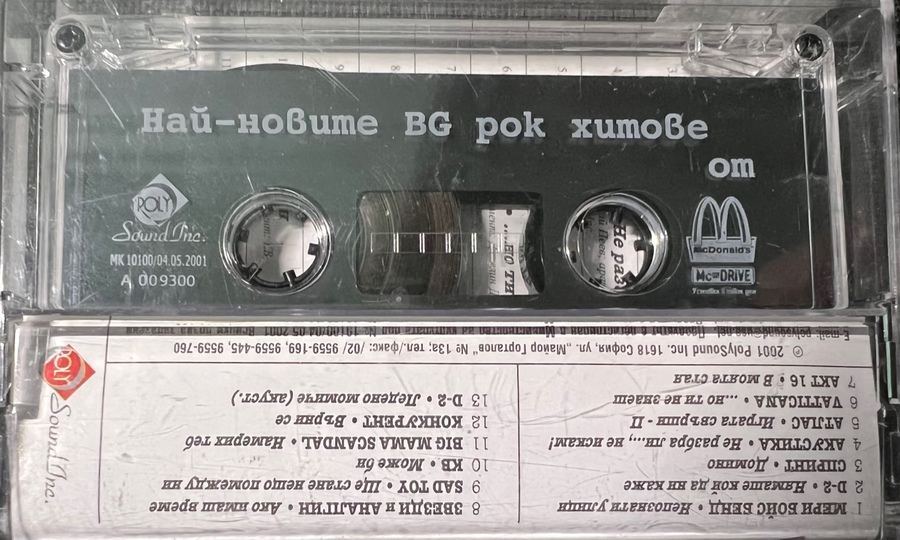 Най-новите BG рок хитове
от
POLY
Sound Inc.
MK 10100/04.05.2001
A 009300
McDonald's
McDRIVE
POLY
Sound Inc.
1 МЕРИ БОЙС БЕНД • Непознати улици
2 D-2 • Нямаше кой да ни каже
3 СПРИНТ • Домино
4 АКУСТИКА • Не разбра ли..., не искам!
5 АТЛАС • Играта свърши - II
6 VATTICANA • ...но ти не знаеш
7 АКТ 16 • В моята стая
8 ЗВЕЗДИ и АНАЛГИН • Ако имаш време
9 SAD TOY • Ще стане нещо помежду ни
10 КВ • Може би
11 BIG MAMA SCANDAL • Намерих теб
12 КОНКУРЕНТ • Върни се
13 D-2 • Ледено момиче (акуст.)
© 2001 PolySound Inc. 1618 София, ул. „Майор Горталов" № 13а; тел./факс: /02/ 9559-169, 9559-445, 9559-760